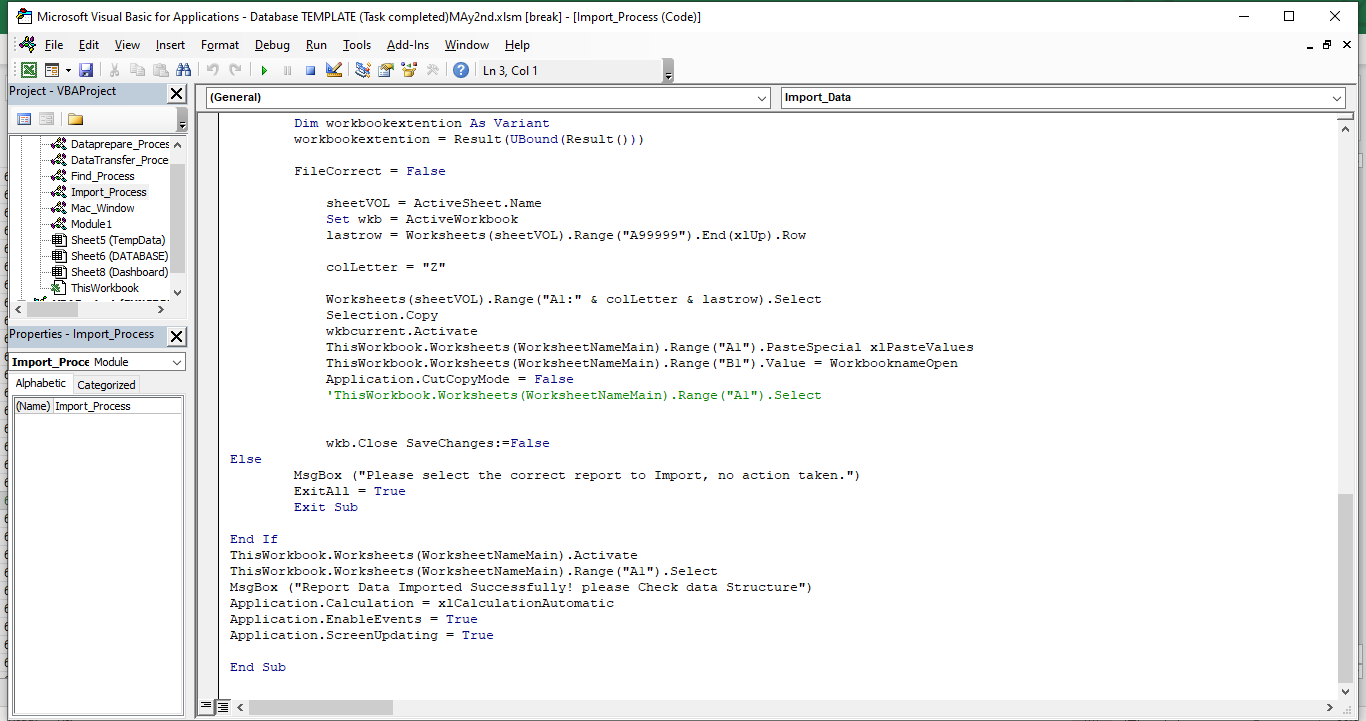 Microsoft Visual Basic for Applications - Database TEMPLATE (Task completed)MAy2nd.xlsm [break] - [Import_Process (Code)]
File Edit View Insert Format Debug Run Tools Add-Ins Window Help
Ln 3, Col 1
Project - VBAProject
Dataprepare_Proces
DataTransfer_Proce
Find_Process
Import_Process
Mac_Window
Module1
Sheet5 (TempData)
Sheet6 (DATABASE)
Sheet8 (Dashboard)
ThisWorkbook
Properties - Import_Process
Import_Proce Module
Alphabetic Categorized
(Name) Import_Process
(General) Import_Data
Dim workbookextention As Variant
workbookextention = Result(UBound(Result()))
FileCorrect = False
sheetVOL = ActiveSheet.Name
Set wkb = ActiveWorkbook
lastrow = Worksheets(sheetVOL).Range("A99999").End(xlUp).Row
colLetter = "Z"
Worksheets(sheetVOL).Range("A1:" & colLetter & lastrow).Select
Selection.Copy
wkbcurrent.Activate
ThisWorkbook.Worksheets(WorksheetNameMain).Range("A1").PasteSpecial xlPasteValues
ThisWorkbook.Worksheets(WorksheetNameMain).Range("B1").Value = WorkbooknameOpen
Application.CutCopyMode = False
'ThisWorkbook.Worksheets(WorksheetNameMain).Range("A1").Select
wkb.Close SaveChanges:=False
Else
MsgBox ("Please select the correct report to Import, no action taken.")
ExitAll = True
Exit Sub
End If
ThisWorkbook.Worksheets(WorksheetNameMain).Activate
ThisWorkbook.Worksheets(WorksheetNameMain).Range("A1").Select
MsgBox ("Report Data Imported Successfully! please Check data Structure")
Application.Calculation = xlCalculationAutomatic
Application.EnableEvents = True
Application.ScreenUpdating = True
End Sub